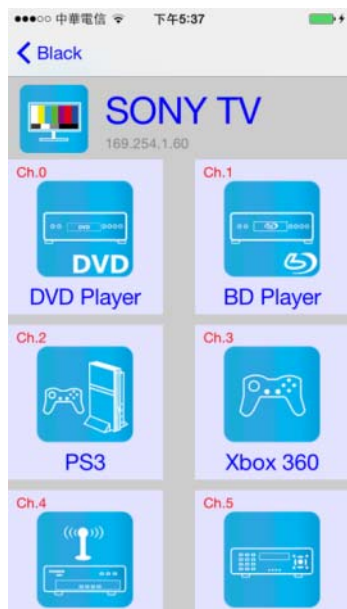 中華電信 下午5:37
Black
SONY TV
169.254.1.60
Ch.0 Ch.1
DVD
DVD Player BD Player
Ch.2 Ch.3
PS3 Xbox 360
Ch.4 Ch.5